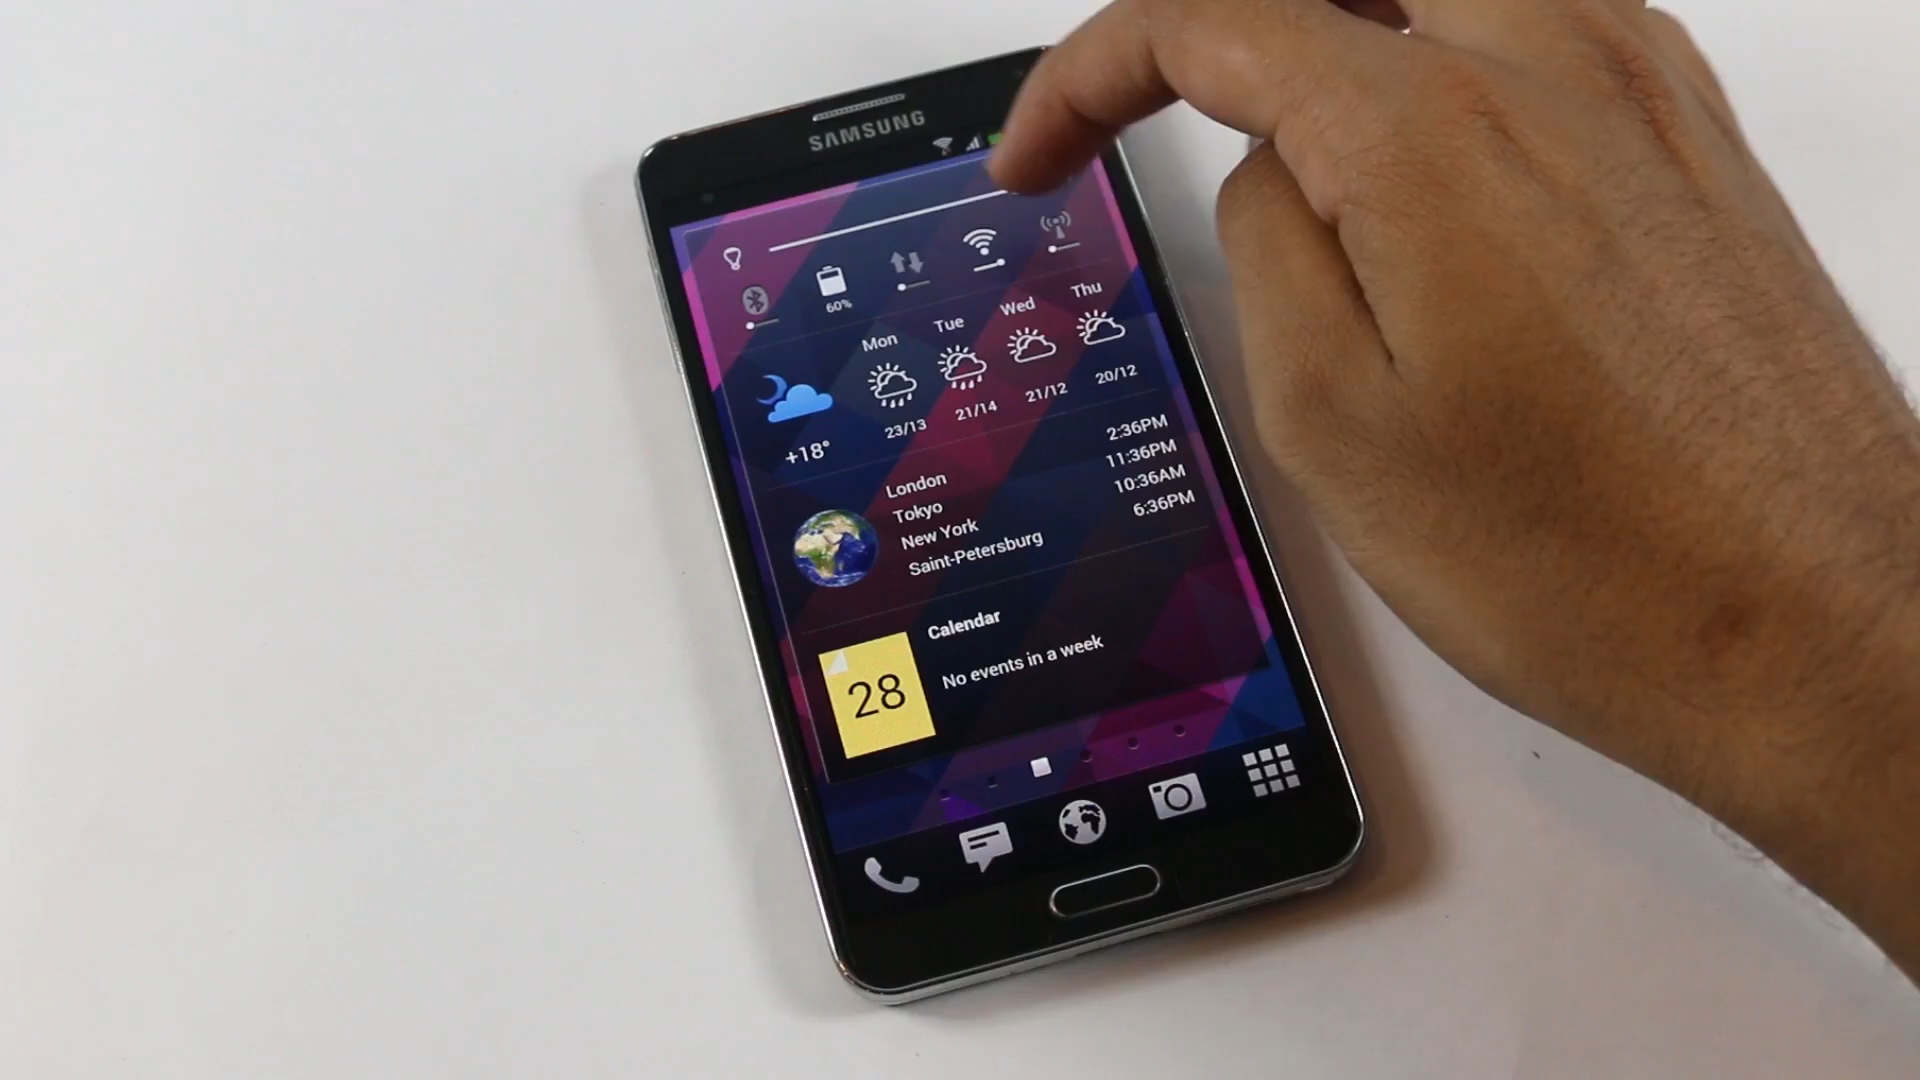 SAMSUNG
60%
Mon Tue Wed Thu
+18° 23/13 21/14 21/12 20/12
London 2:36PM
Tokyo 11:36PM
New York 10:36AM
Saint-Petersburg 6:36PM
Calendar
28 No events in a week